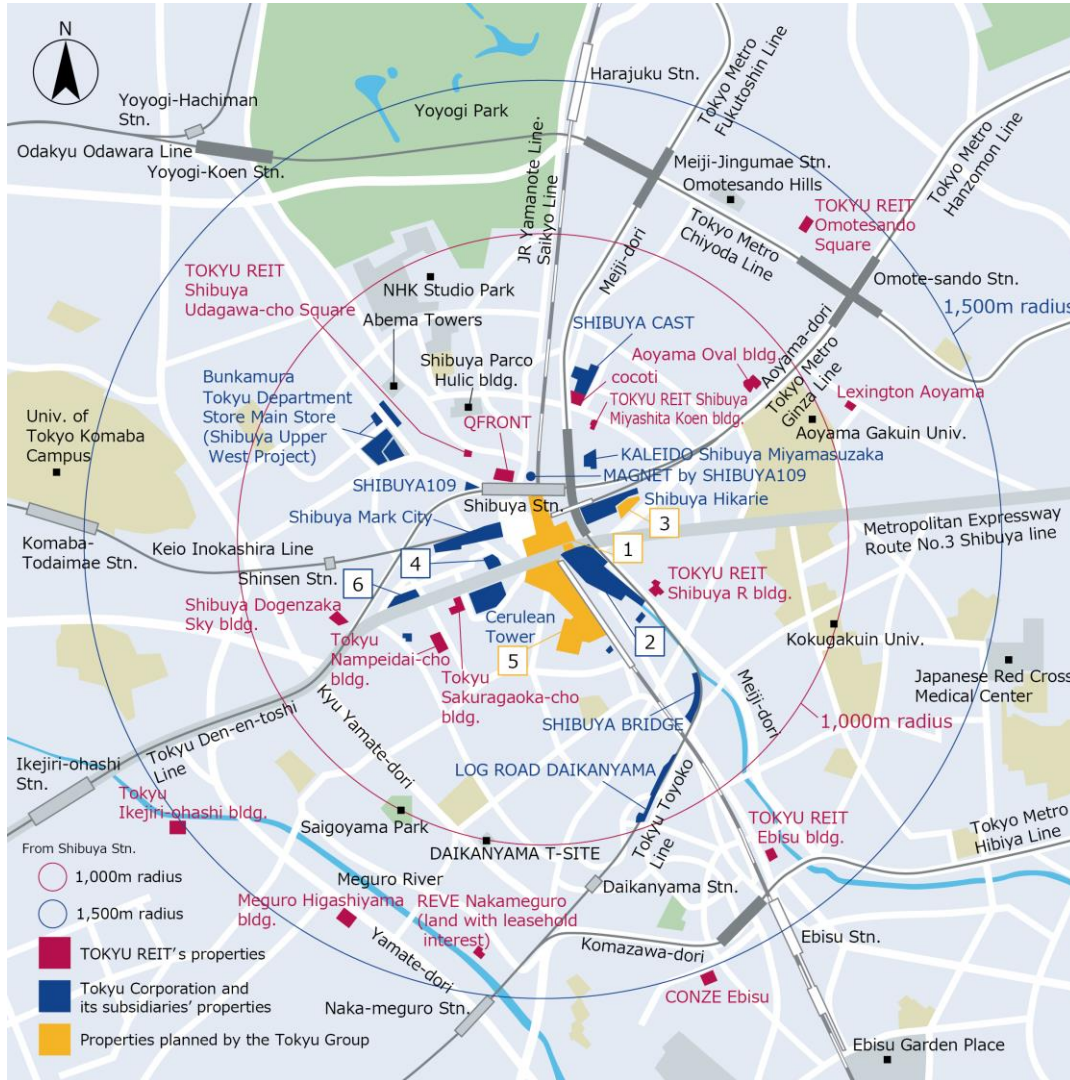 N
Yoyogi-Hachiman
Stn.
Odakyu Odawara Line
Yoyogi-Koen Stn.
Yoyogi Park
Harajuku Stn.
JR Yamanote Line·
Saikyo Line
Meiji-dori
Tokyo Metro
Fukutoshin Line
Meiji-Jingumae Stn.
Omotesando Hills
Tokyo Metro
Chiyoda Line
Tokyo Metro
Hanzomon Line
TOKYU REIT
Omotesando
Square
Omote-sando Stn.
1,500m radius
TOKYU REIT
Shibuya
Udagawa-cho Square
NHK Studio Park
Abema Towers
Shibuya Parco
Hulic bldg.
SHIBUYA CAST
Aoyama Oval bldg.
cocoti
TOKYU REIT Shibuya
Miyashita Koen bldg.
Aoyama-dori
Tokyo Metro
Ginza Line
Lexington Aoyama
Aoyama Gakuin Univ.
Bunkamura
Tokyu Department
Store Main Store
(Shibuya Upper
West Project)
Univ. of
Tokyo Komaba
Campus
QFRONT
KALEIDO Shibuya Miyamasuzaka
MAGNET by SHIBUYA109
SHIBUYA109
Shibuya Stn.
Shibuya Hikarie
3
Shibuya Mark City
Metropolitan Expressway
Route No.3 Shibuya line
Komaba-
Todaimae Stn.
Keio Inokashira Line
Shinsen Stn.
4
1
6
TOKYU REIT
Shibuya R bldg.
Shibuya Dogenzaka
Sky bldg.
Cerulean
Tower
2
5
Kokugakuin Univ.
Tokyu
Nampeidai-cho
bldg.
Tokyu
Sakuragaoka-cho
bldg.
Japanese Red Cross
Medical Center
Kyu Yamate-dori
SHIBUYA BRIDGE
Meiji-dori
1,000m radius
Tokyu Den-en-toshi
Line
Ikejiri-ohashi
Stn.
LOG ROAD DAIKANYAMA
Tokyu Toyoko
Line
Tokyu
Ikejiri-ohashi bldg.
Saigoyama Park
DAIKANYAMA T-SITE
TOKYU REIT
Ebisu bldg.
Tokyo Metro
Hibiya Line
From Shibuya Stn.
1,000m radius
1,500m radius
Meguro River
Daikanyama Stn.
Meguro Higashiyama
bldg.
REVE Nakameguro
(land with leasehold
interest)
Yamate-dori
Komazawa-dori
Ebisu Stn.
TOKYU REIT's properties
Tokyu Corporation and
its subsidiaries' properties
Properties planned by the Tokyu Group
Naka-meguro Stn.
CONZE Ebisu
Ebisu Garden Place